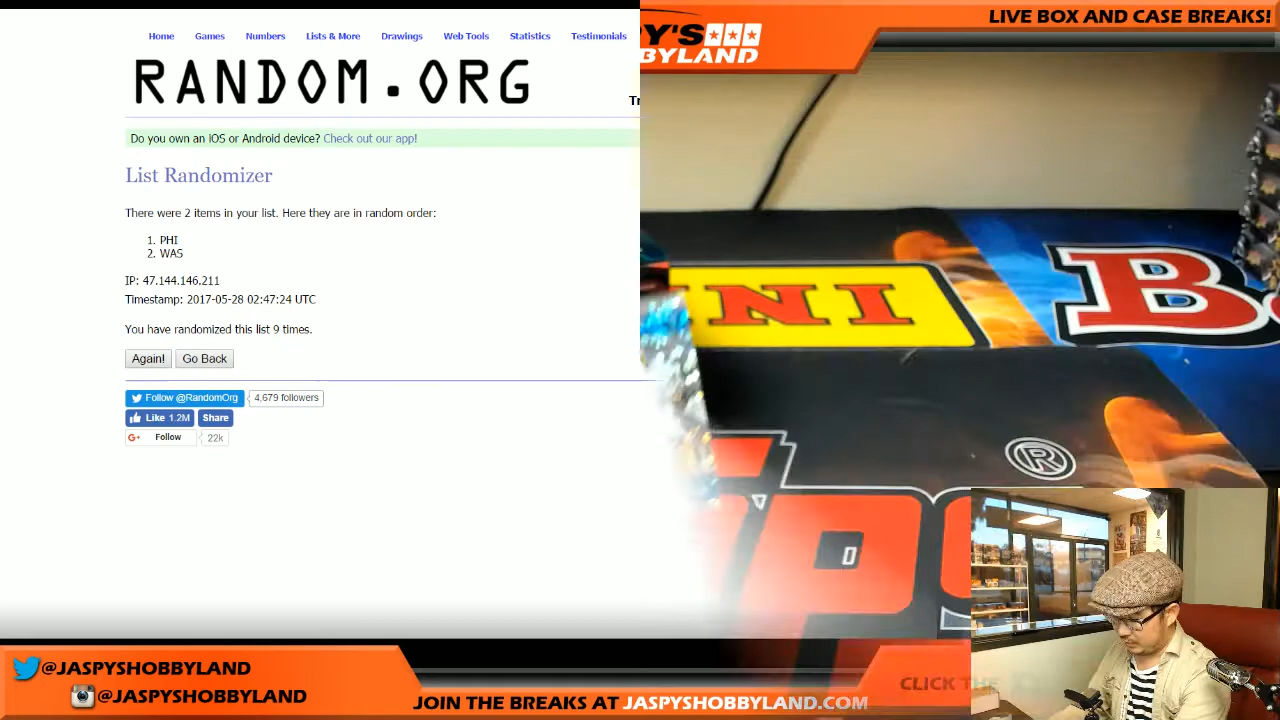 LIVE BOX AND CASE BREAKS!
Y'S
BBYLAND
Home Games Numbers Lists & More Drawings Web Tools Statistics Testimonials
RANDOM.ORG
Do you own an iOS or Android device? Check out our app!
List Randomizer
There were 2 items in your list. Here they are in random order:
1. PHI
2. WAS
IP: 47.144.146.211
Timestamp: 2017-05-28 02:47:24 UTC
You have randomized this list 9 times.
Again! Go Back
Follow @RandomOrg 4,679 followers
Like 1.2M Share
G+ Follow 22k
INI
B
®
PS
0
@JASPYSHOBBYLAND
@JASPYSHOBBYLAND
JOIN THE BREAKS AT JASPYSHOBBYLAND.COM
CLICK THE